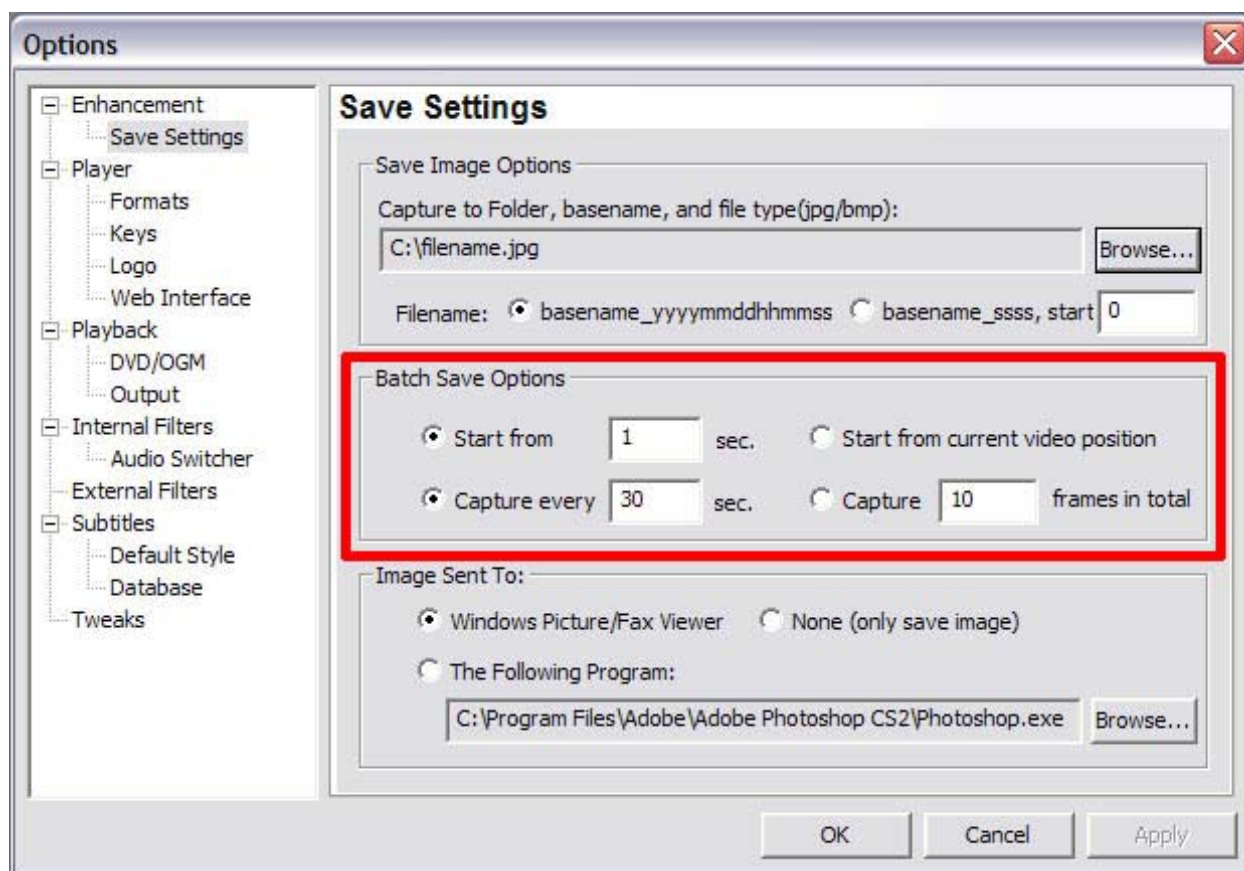 Options
Enhancement
Save Settings
Player
Formats
Keys
Logo
Web Interface
Playback
DVD/OGM
Output
Internal Filters
Audio Switcher
External Filters
Subtitles
Default Style
Database
Tweaks
Save Settings
Save Image Options
Capture to Folder, basename, and file type(jpg/bmp):
C:\filename.jpg Browse...
Filename: basename_yyyymmddhhmmss basename_ssss, start 0
Batch Save Options
Start from 1 sec. Start from current video position
Capture every 30 sec. Capture 10 frames in total
Image Sent To:
Windows Picture/Fax Viewer None (only save image)
The Following Program:
C:\Program Files\Adobe\Adobe Photoshop CS2\Photoshop.exe Browse...
OK Cancel Apply